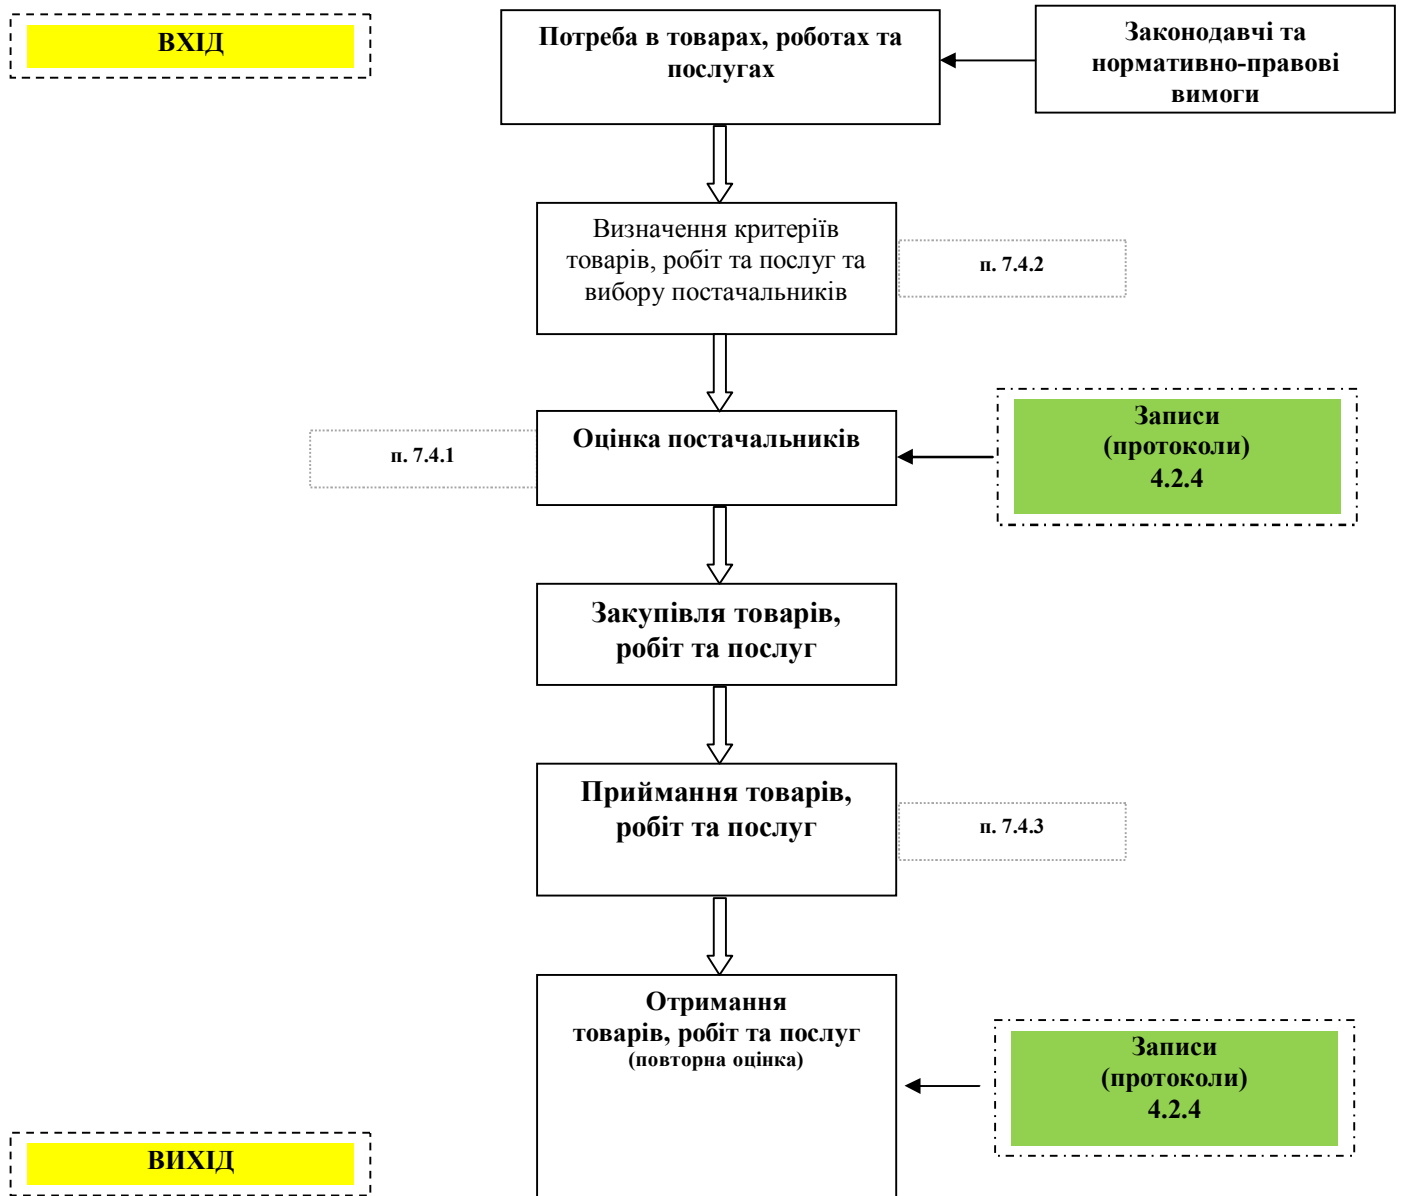 ВХІД
Потреба в товарах, роботах та
послугах
Законодавчі та
нормативно-правові
вимоги
Визначення критеріїв
товарів, робіт та послуг та
вибору постачальників
п. 7.4.2
п. 7.4.1
Оцінка постачальників
Записи
(протоколи)
4.2.4
Закупівля товарів,
робіт та послуг
Приймання товарів,
робіт та послуг
п. 7.4.3
Отримання
товарів, робіт та послуг
(повторна оцінка)
Записи
(протоколи)
4.2.4
ВИХІД